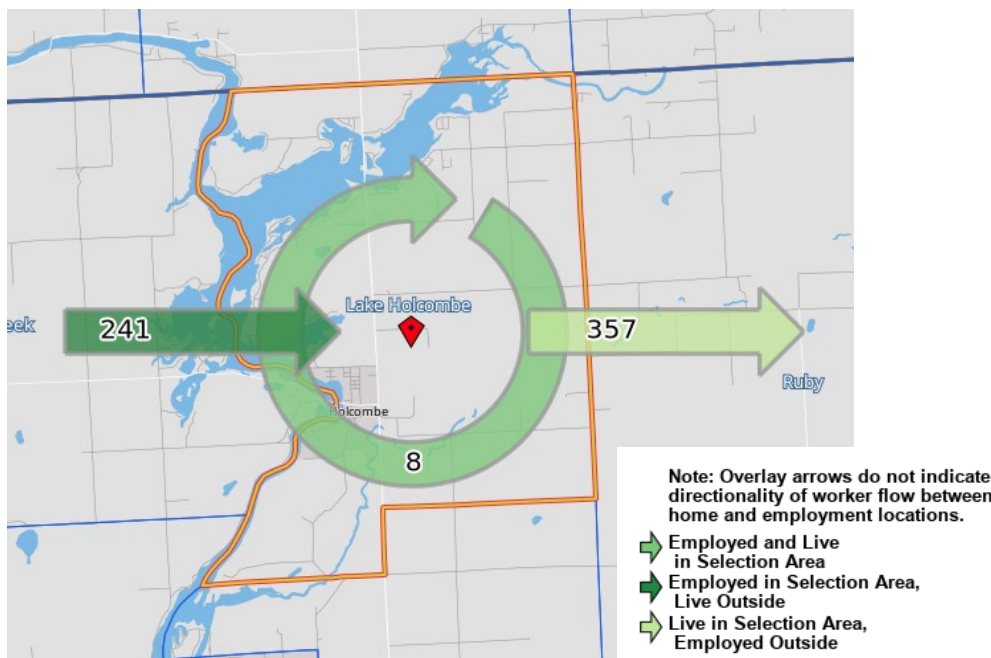 Lake Holcombe
241
357
eek
Ruby
Holcombe
8
Note: Overlay arrows do not indicate
directionality of worker flow between
home and employment locations.
Employed and Live
in Selection Area
Employed in Selection Area,
Live Outside
Live in Selection Area,
Employed Outside